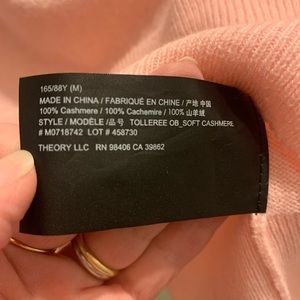 165/88Y (M)
MADE IN CHINA / FABRIQUÉ EN CHINE / 产地 中国
100% Cashmere / 100% Cachemire / 100% 山羊绒
STYLE / MODÈLE /品号 TOLLEREE OB_SOFT CASHMERE
# M0718742 LOT # 458730
THEORY LLC RN 98406 CA 39862